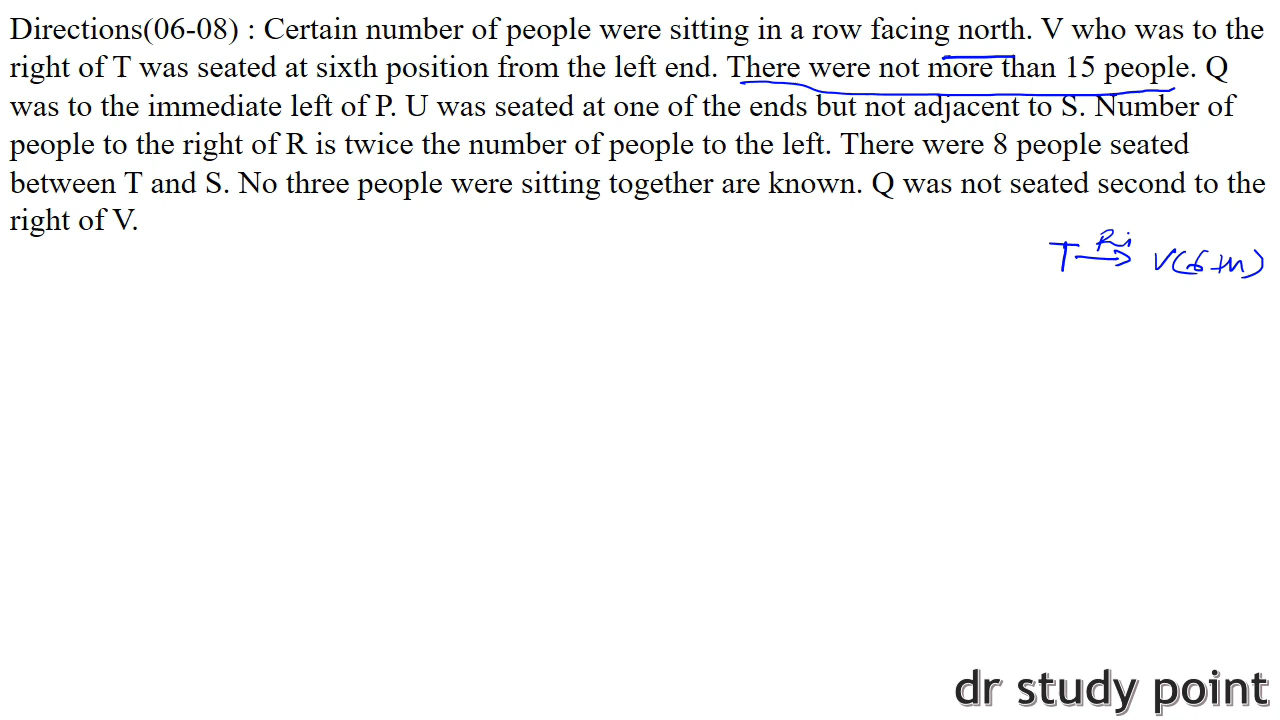 Directions(06-08) : Certain number of people were sitting in a row facing north. V who was to the
right of T was seated at sixth position from the left end. There were not more than 15 people. Q
was to the immediate left of P. U was seated at one of the ends but not adjacent to S. Number of
people to the right of R is twice the number of people to the left. There were 8 people seated
between T and S. No three people were sitting together are known. Q was not seated second to the
right of V.
T Ri V(6th)
dr study point